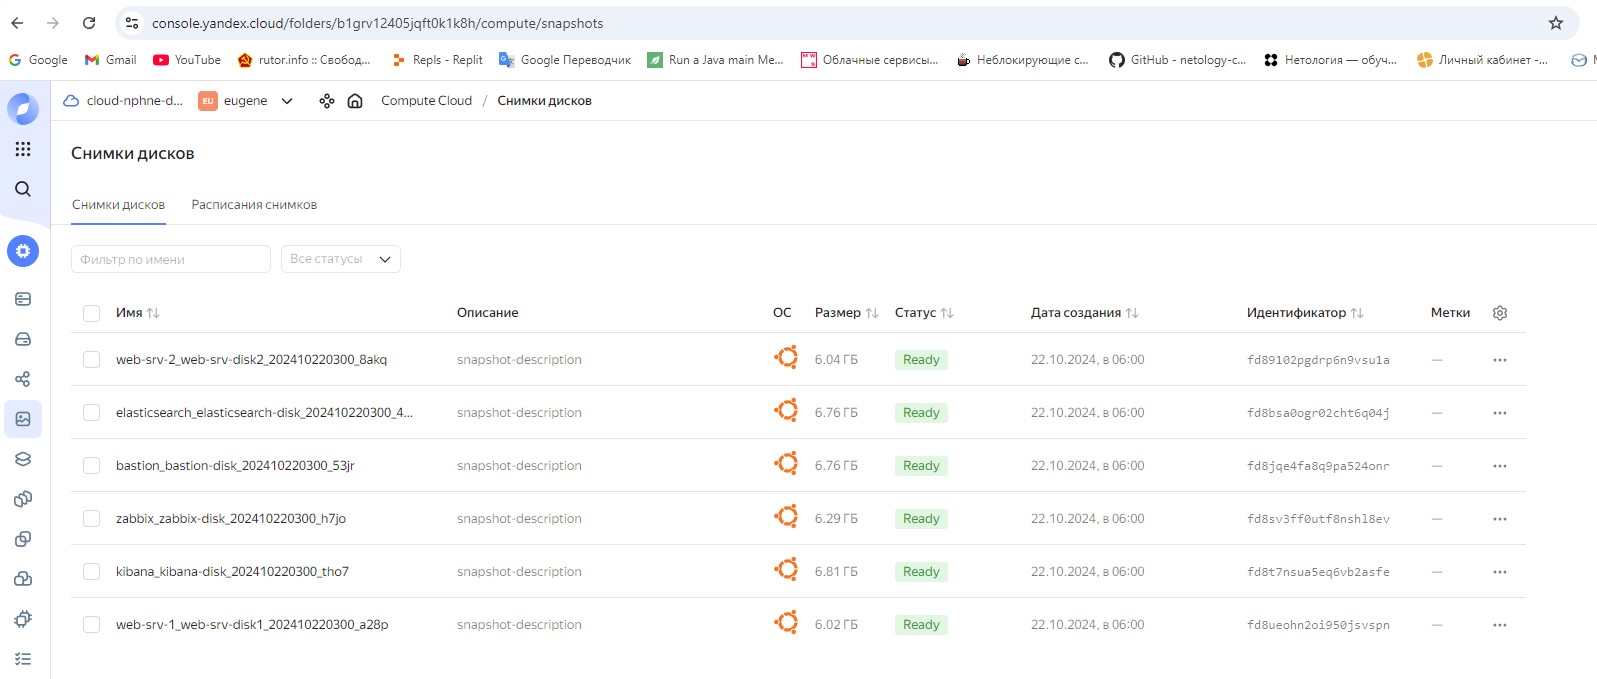 console.yandex.cloud/folders/b1grv12405jqft0k1k8h/compute/snapshots
Google Gmail YouTube rutor.info :: Свобод... Repls - Replit Google Переводчик Run a Java main Me... Облачные сервисы... Неблокирующие с... GitHub - netology-c... Нетология — обуч... Личный кабинет -...
cloud-nphne-d... EU eugene Compute Cloud / Снимки дисков
Снимки дисков
Снимки дисков Расписания снимков
Фильтр по имени Все статусы
Имя Описание ОС Размер Статус Дата создания Идентификатор Метки
web-srv-2_web-srv-disk2_202410220300_8akq snapshot-description 6.04 ГБ Ready 22.10.2024, в 06:00 fd89102pgdrp6n9vsu1a —
elasticsearch_elasticsearch-disk_202410220300_4... snapshot-description 6.76 ГБ Ready 22.10.2024, в 06:00 fd8bsa0ogr02cht6q04j —
bastion_bastion-disk_202410220300_53jr snapshot-description 6.76 ГБ Ready 22.10.2024, в 06:00 fd8jqe4fa8q9pa524onr —
zabbix_zabbix-disk_202410220300_h7jo snapshot-description 6.29 ГБ Ready 22.10.2024, в 06:00 fd8sv3ff0utf8nshl8ev —
kibana_kibana-disk_202410220300_tho7 snapshot-description 6.81 ГБ Ready 22.10.2024, в 06:00 fd8t7nsua5eq6vb2asfe —
web-srv-1_web-srv-disk1_202410220300_a28p snapshot-description 6.02 ГБ Ready 22.10.2024, в 06:00 fd8ueohn2oi950jsvspn —